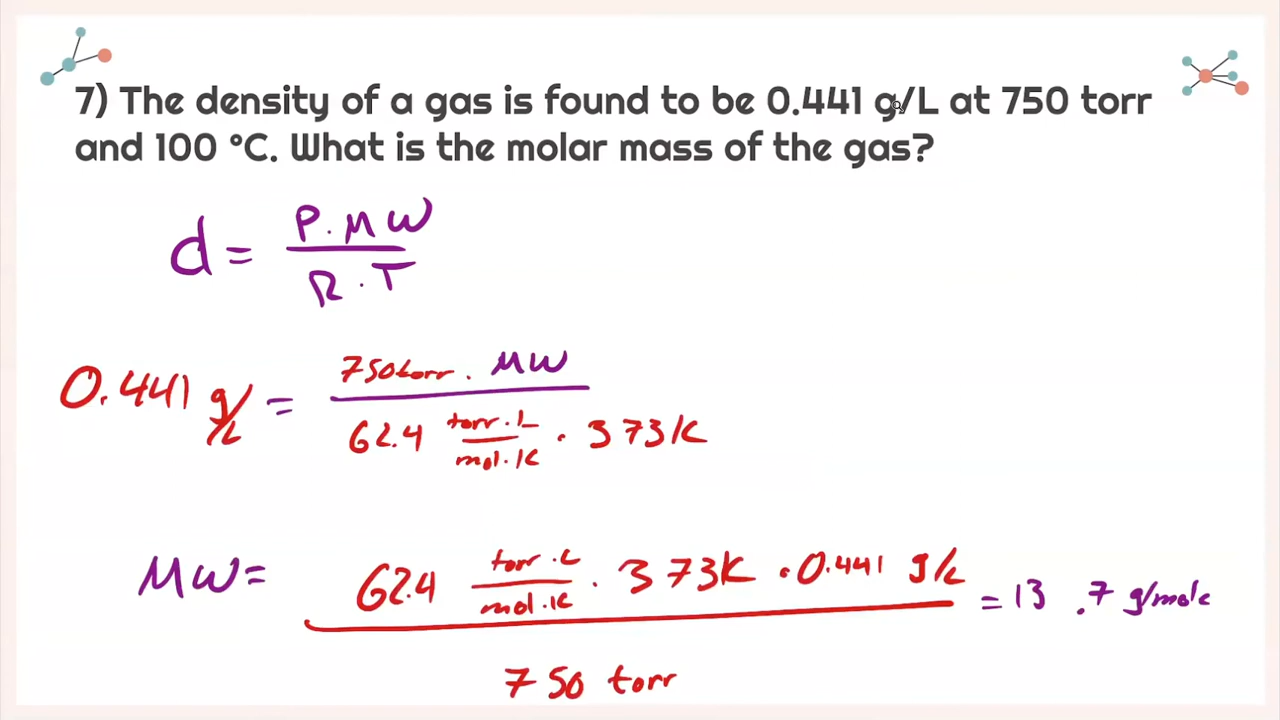 7) The density of a gas is found to be 0.441 g/L at 750 torr
and 100 °C. What is the molar mass of the gas?
d = P.MW / R.T
0.441 g/L = 750torr . MW / 62.4 torr.L/mol.K . 373K
MW = 62.4 torr.L/mol.K . 373K . 0.441 g/L / 750 torr = 13 .7 g/mole